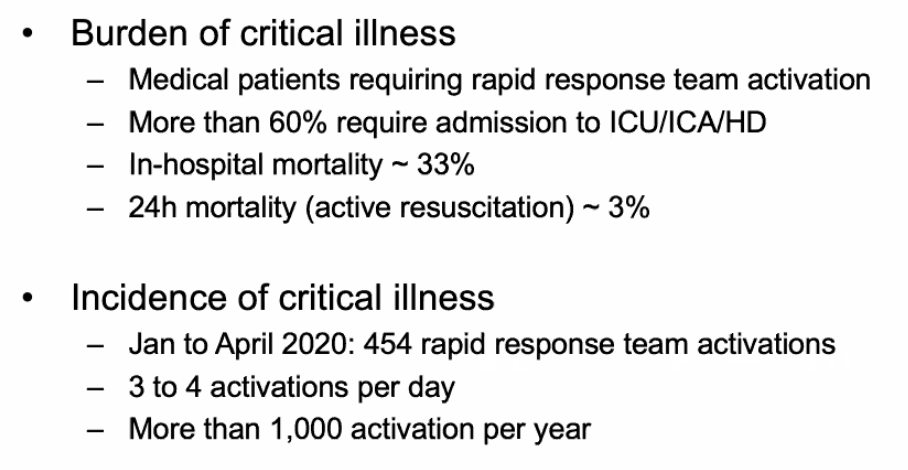 • Burden of critical illness
– Medical patients requiring rapid response team activation
– More than 60% require admission to ICU/ICA/HD
– In-hospital mortality ~ 33%
– 24h mortality (active resuscitation) ~ 3%
• Incidence of critical illness
– Jan to April 2020: 454 rapid response team activations
– 3 to 4 activations per day
– More than 1,000 activation per year